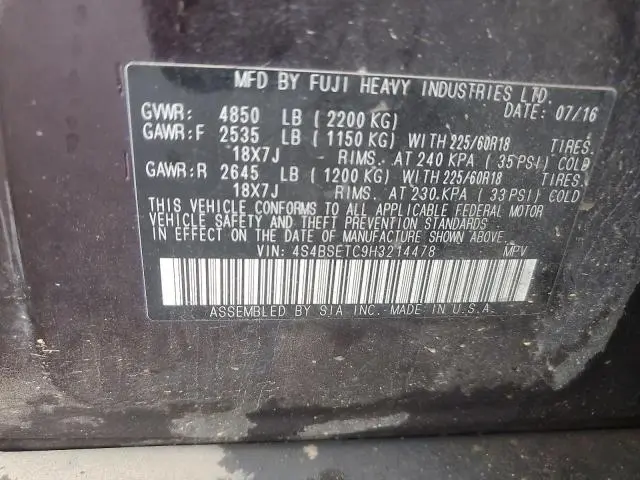 MFD BY FUJI HEAVY INDUSTRIES LTD.
DATE: 07/16
GVWR: 4850 LB ( 2200 KG)
GAWR:F 2535 LB ( 1150 KG) WITH 225/60R18 TIRES.
18X7J RIMS. AT 240 KPA ( 35 PSI) COLD
GAWR:R 2645 LB ( 1200 KG) WITH 225/60R18 TIRES.
18X7J RIMS. AT 230.KPA ( 33 PSI) COLD
THIS VEHICLE CONFORMS TO ALL APPLICABLE FEDERAL MOTOR
VEHICLE SAFETY AND THEFT PREVENTION STANDARDS
IN EFFECT ON THE DATE OF MANUFACTURE SHOWN ABOVE.
VIN: 4S4BSETC9H3214478 MPV
ASSEMBLED BY SIA INC. MADE IN U.S.A.